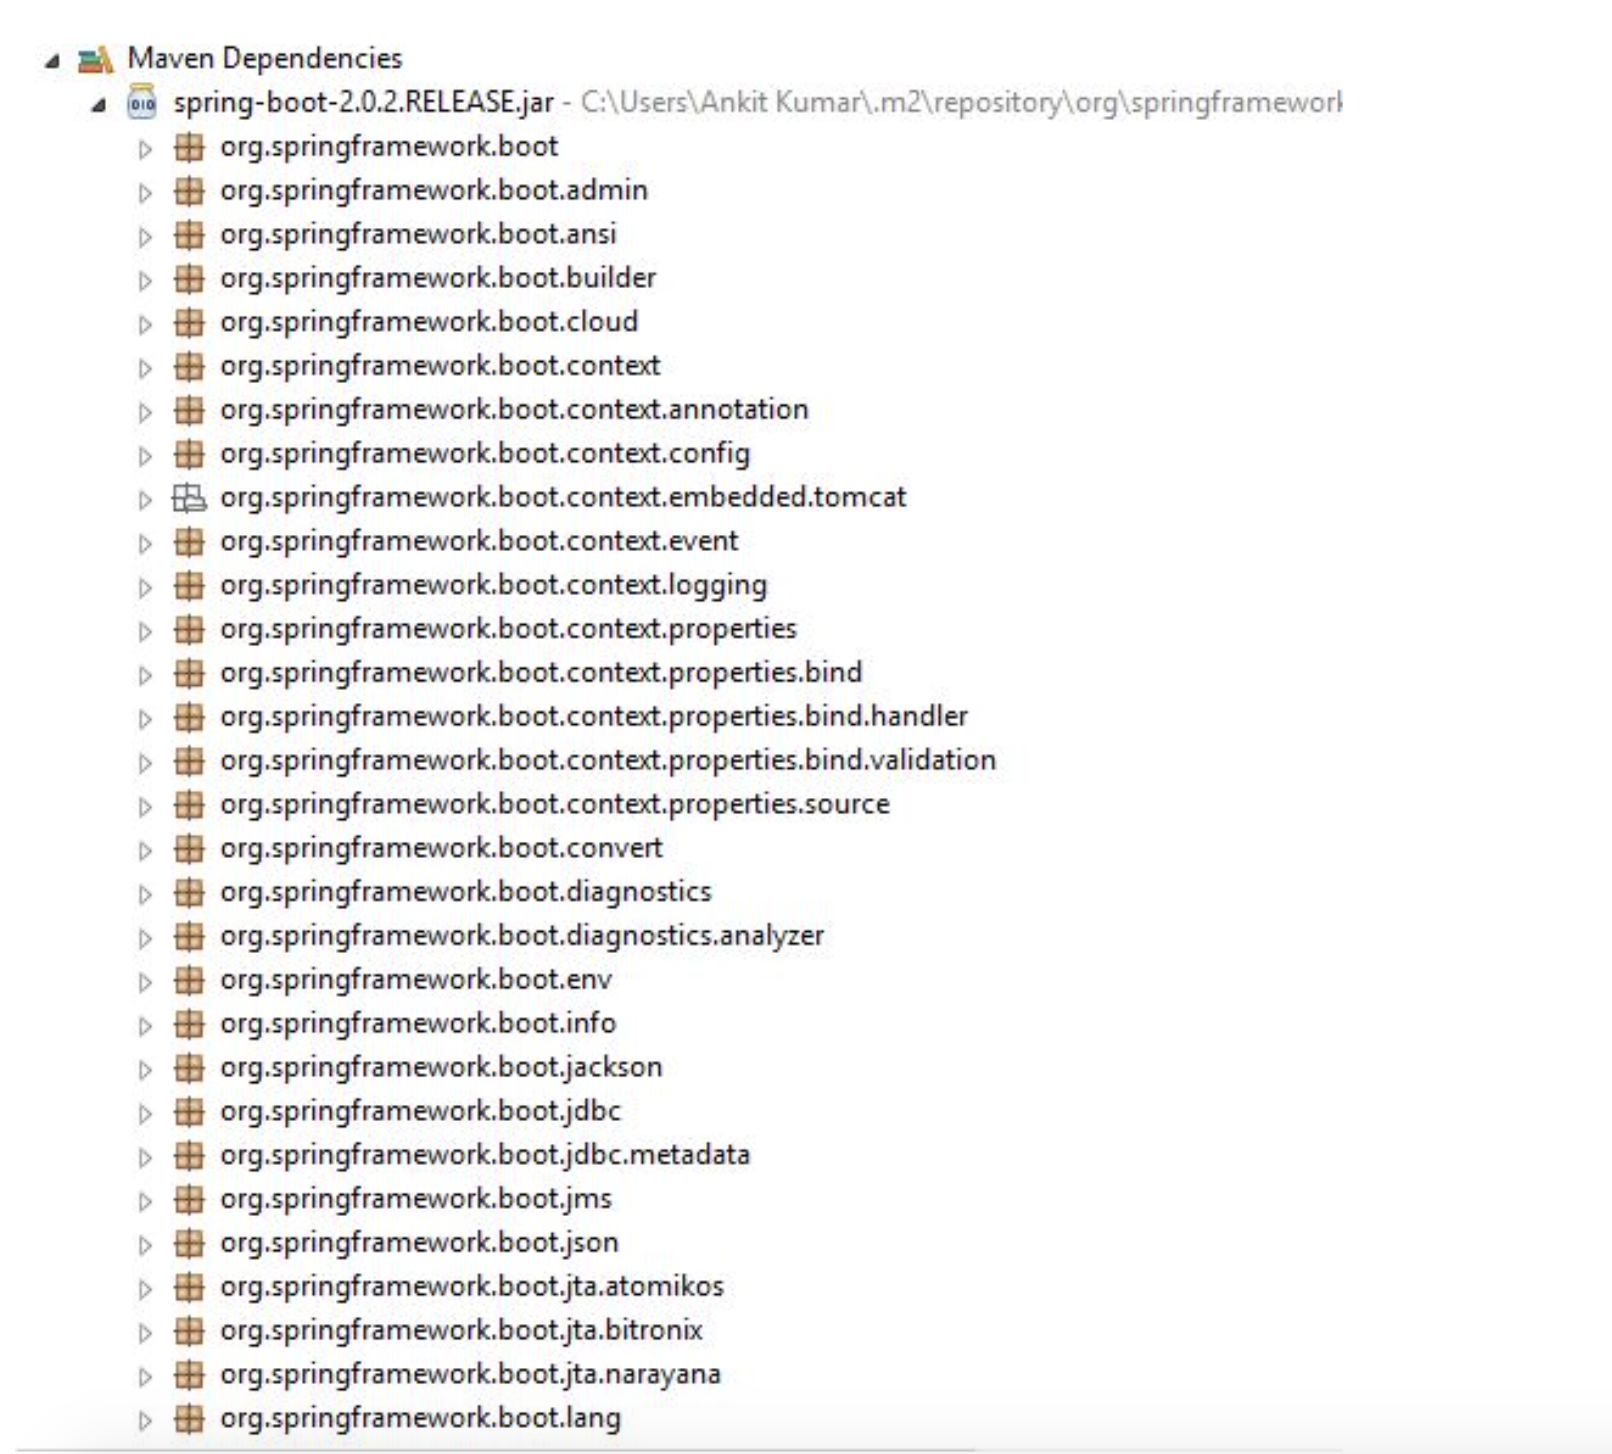 Maven Dependencies
spring-boot-2.0.2.RELEASE.jar - C:\Users\Ankit Kumar\.m2\repository\org\springframework
org.springframework.boot
org.springframework.boot.admin
org.springframework.boot.ansi
org.springframework.boot.builder
org.springframework.boot.cloud
org.springframework.boot.context
org.springframework.boot.context.annotation
org.springframework.boot.context.config
org.springframework.boot.context.embedded.tomcat
org.springframework.boot.context.event
org.springframework.boot.context.logging
org.springframework.boot.context.properties
org.springframework.boot.context.properties.bind
org.springframework.boot.context.properties.bind.handler
org.springframework.boot.context.properties.bind.validation
org.springframework.boot.context.properties.source
org.springframework.boot.convert
org.springframework.boot.diagnostics
org.springframework.boot.diagnostics.analyzer
org.springframework.boot.env
org.springframework.boot.info
org.springframework.boot.jackson
org.springframework.boot.jdbc
org.springframework.boot.jdbc.metadata
org.springframework.boot.jms
org.springframework.boot.json
org.springframework.boot.jta.atomikos
org.springframework.boot.jta.bitronix
org.springframework.boot.jta.narayana
org.springframework.boot.lang